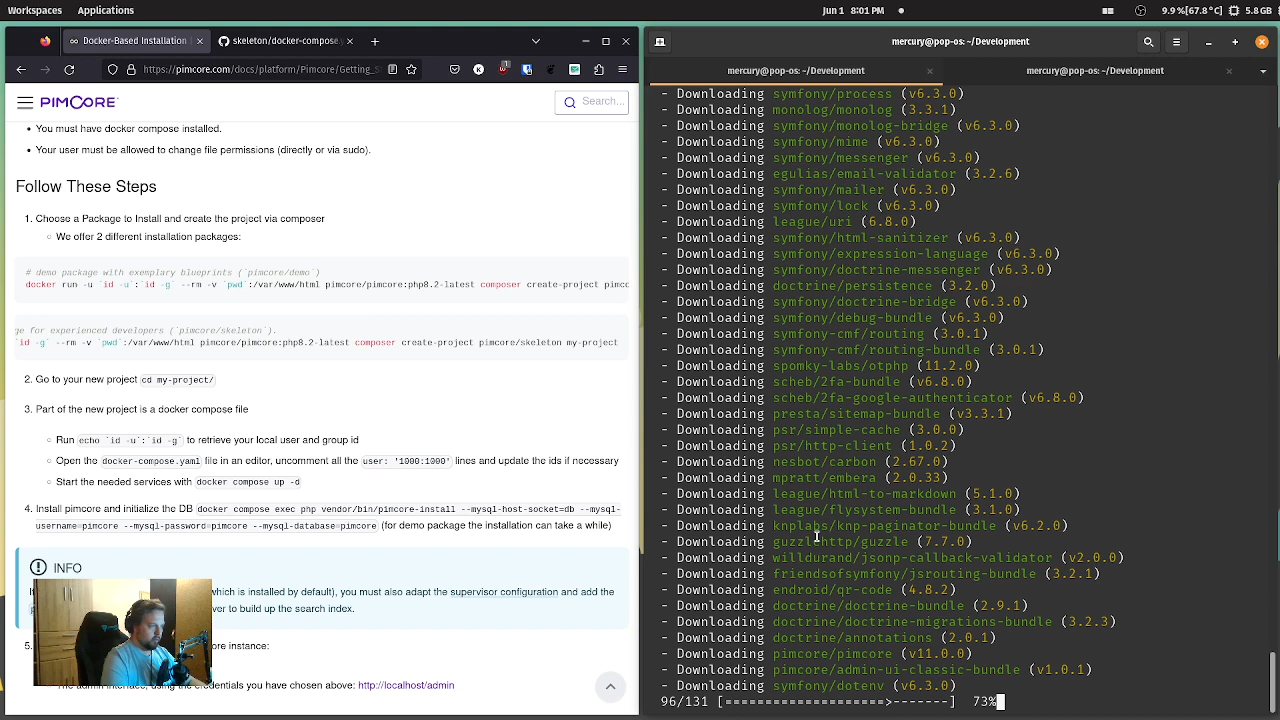 Workspaces Applications Jun 1 8:01 PM 9.9%[67.8°C] 5.8GB
Docker-Based Installation skeleton/docker-compose.y
https://pimcore.com/docs/platform/Pimcore/Getting_S
PIMCORE Search...
You must have docker compose installed.
Your user must be allowed to change file permissions (directly or via sudo).
Follow These Steps
1. Choose a Package to Install and create the project via composer
We offer 2 different installation packages:
# demo package with exemplary blueprints (`pimcore/demo`)
docker run -u `id -u`:`id -g` --rm -v `pwd`:/var/www/html pimcore/pimcore:php8.2-latest composer create-project pimco
ge for experienced developers (`pimcore/skeleton`).
`id -g` --rm -v `pwd`:/var/www/html pimcore/pimcore:php8.2-latest composer create-project pimcore/skeleton my-project
2. Go to your new project cd my-project/
3. Part of the new project is a docker compose file
Run echo `id -u`:`id -g` to retrieve your local user and group id
Open the docker-compose.yaml file in an editor, uncomment all the user: '1000:1000' lines and update the ids if necessary
Start the needed services with docker compose up -d
4. Install pimcore and initialize the DB docker compose exec php vendor/bin/pimcore-install --mysql-host-socket=db --mysql-
username=pimcore --mysql-password=pimcore --mysql-database=pimcore (for demo package the installation can take a while)
INFO
which is installed by default), you must also adapt the supervisor configuration and add the
ver to build up the search index.
5. ore instance:
The admin interface, using the credentials you have chosen above: http://localhost/admin
mercury@pop-os: ~/Development
mercury@pop-os: ~/Development mercury@pop-os: ~/Development
- Downloading symfony/process (v6.3.0)
- Downloading monolog/monolog (3.3.1)
- Downloading symfony/monolog-bridge (v6.3.0)
- Downloading symfony/mime (v6.3.0)
- Downloading symfony/messenger (v6.3.0)
- Downloading egulias/email-validator (3.2.6)
- Downloading symfony/mailer (v6.3.0)
- Downloading symfony/lock (v6.3.0)
- Downloading league/uri (6.8.0)
- Downloading symfony/html-sanitizer (v6.3.0)
- Downloading symfony/expression-language (v6.3.0)
- Downloading symfony/doctrine-messenger (v6.3.0)
- Downloading doctrine/persistence (3.2.0)
- Downloading symfony/doctrine-bridge (v6.3.0)
- Downloading symfony/debug-bundle (v6.3.0)
- Downloading symfony-cmf/routing (3.0.1)
- Downloading symfony-cmf/routing-bundle (3.0.1)
- Downloading spomky-labs/otphp (11.2.0)
- Downloading scheb/2fa-bundle (v6.8.0)
- Downloading scheb/2fa-google-authenticator (v6.8.0)
- Downloading presta/sitemap-bundle (v3.3.1)
- Downloading psr/simple-cache (3.0.0)
- Downloading psr/http-client (1.0.2)
- Downloading nesbot/carbon (2.67.0)
- Downloading mpratt/embera (2.0.33)
- Downloading league/html-to-markdown (5.1.0)
- Downloading league/flysystem-bundle (3.1.0)
- Downloading knplabs/knp-paginator-bundle (v6.2.0)
- Downloading guzzlehttp/guzzle (7.7.0)
- Downloading willdurand/jsonp-callback-validator (v2.0.0)
- Downloading friendsofsymfony/jsrouting-bundle (3.2.1)
- Downloading endroid/qr-code (4.8.2)
- Downloading doctrine/doctrine-bundle (2.9.1)
- Downloading doctrine/doctrine-migrations-bundle (3.2.3)
- Downloading doctrine/annotations (2.0.1)
- Downloading pimcore/pimcore (v11.0.0)
- Downloading pimcore/admin-ui-classic-bundle (v1.0.1)
- Downloading symfony/dotenv (v6.3.0)
96/131 [====================>-------] 73%